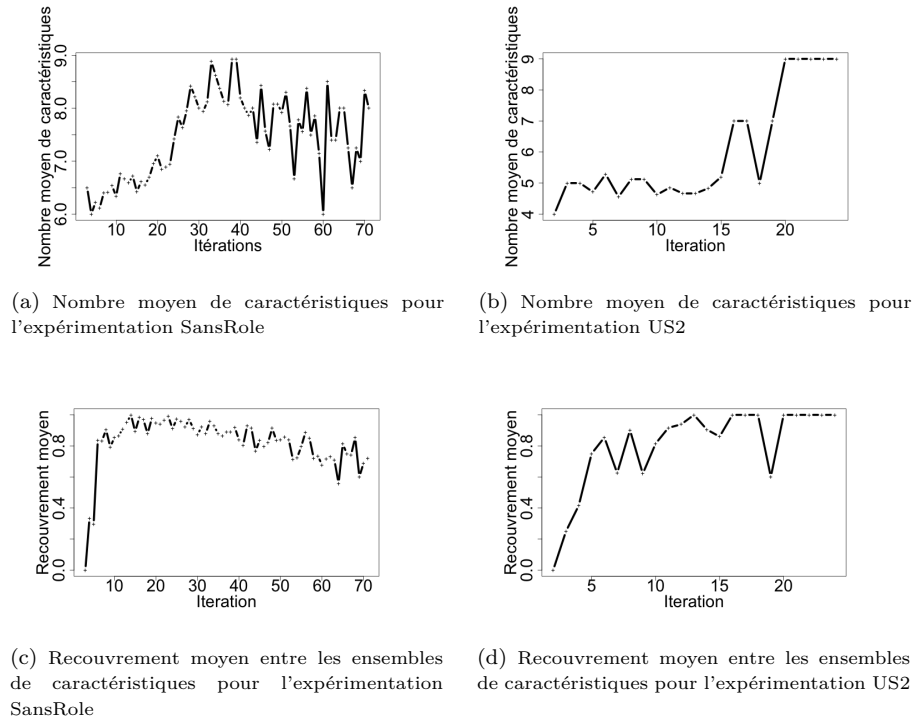 Nombre moyen de caractéristiques
9.0
8.0
7.0
6.0
10 20 30 40 50 60 70
Itérations
Nombre moyen de caractéristiques
9
8
7
6
5
4
5 10 15 20
Iteration
(a) Nombre moyen de caractéristiques pour
l'expérimentation SansRole
(b) Nombre moyen de caractéristiques pour
l'expérimentation US2
Recouvrement moyen
0.8
0.4
0.0
10 20 30 40 50 60 70
Iteration
Recouvrement moyen
0.8
0.4
0.0
5 10 15 20
Iteration
(c) Recouvrement moyen entre les ensembles
de caractéristiques pour l'expérimentation
SansRole
(d) Recouvrement moyen entre les ensembles
de caractéristiques pour l'expérimentation US2